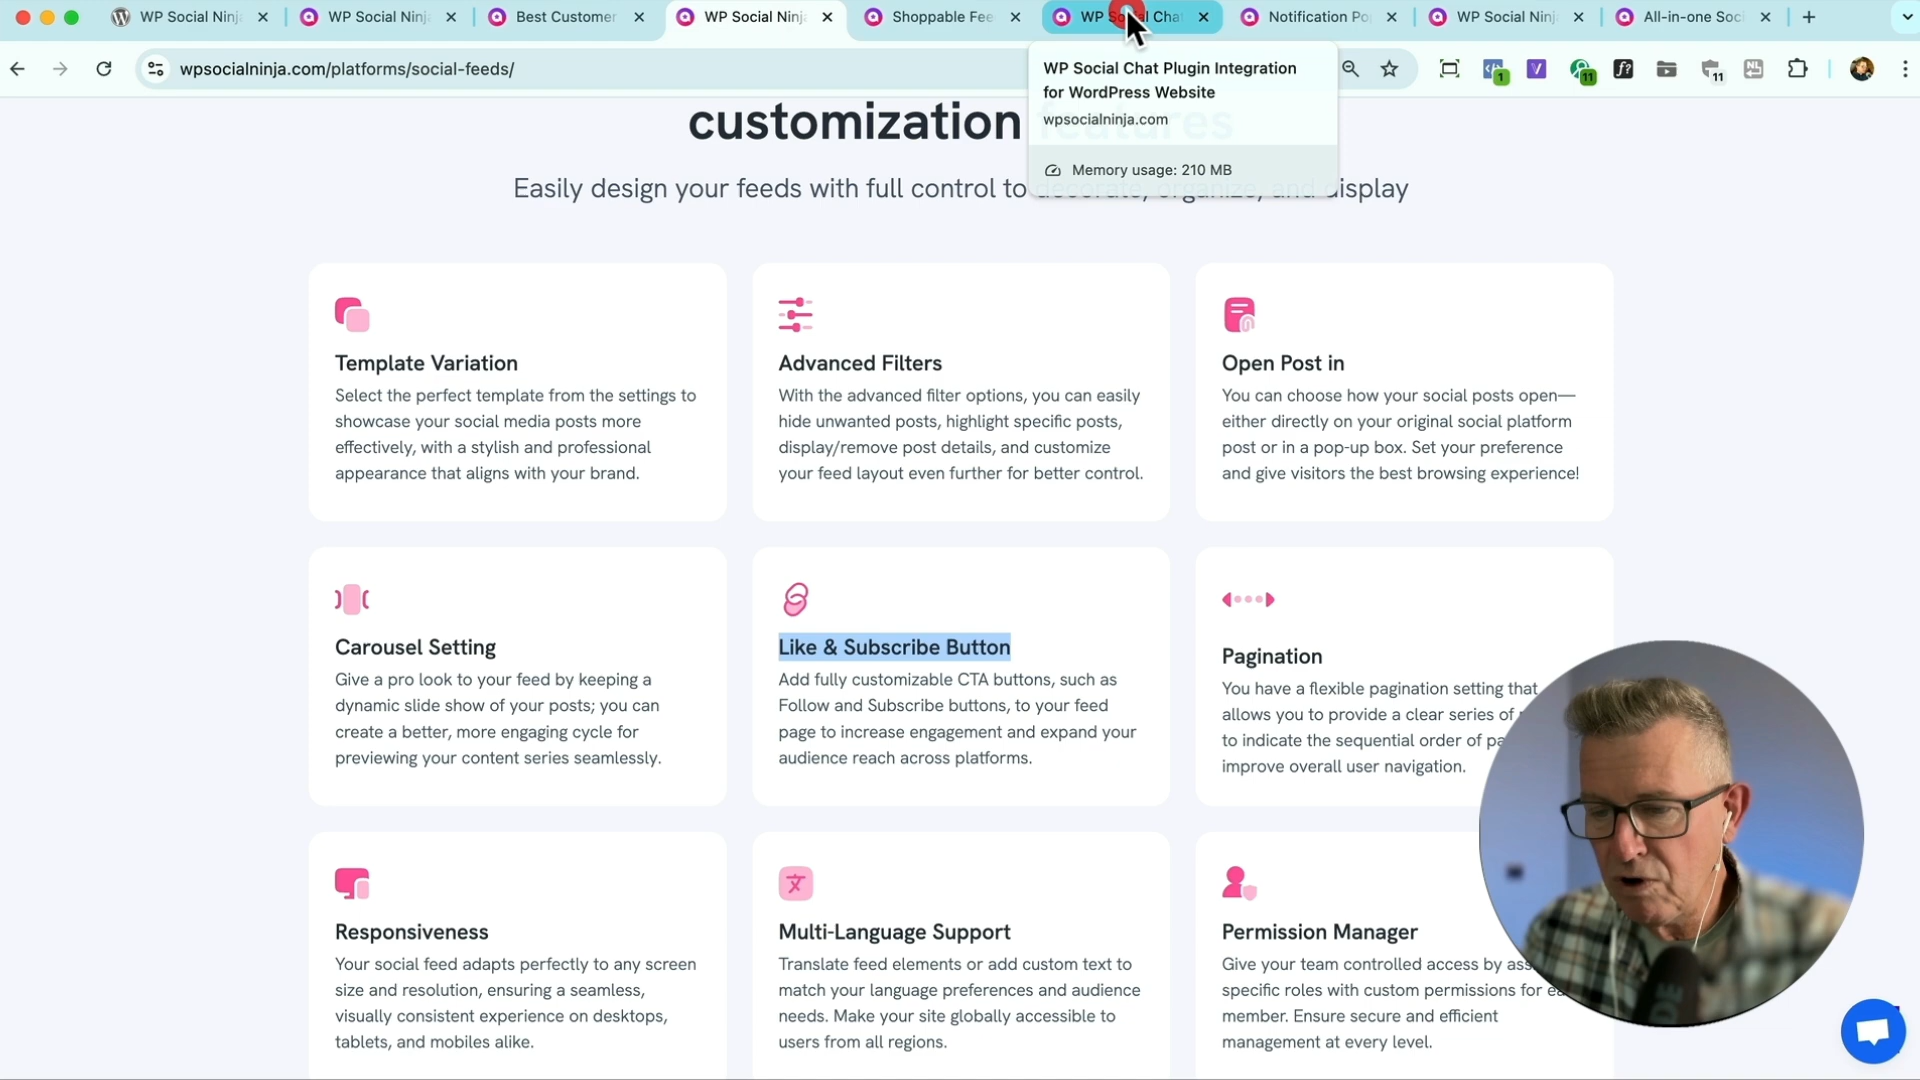 WP Social Ninj
WP Social Ninj
Best Customer
WP Social Ninj
Shoppable Fee
WP Social Chat
Notification Po
WP Social Ninj
All-in-one Soc
wpsocialninja.com/platforms/social-feeds/
1
11
f?
11
WP Social Chat Plugin Integration
for WordPress Website
wpsocialninja.com
Memory usage: 210 MB
customization features
Easily design your feeds with full control to decorate, organize, and display
Template Variation
Select the perfect template from the settings to
showcase your social media posts more
effectively, with a stylish and professional
appearance that aligns with your brand.
Advanced Filters
With the advanced filter options, you can easily
hide unwanted posts, highlight specific posts,
display/remove post details, and customize
your feed layout even further for better control.
Open Post in
You can choose how your social posts open—
either directly on your original social platform
post or in a pop-up box. Set your preference
and give visitors the best browsing experience!
Carousel Setting
Give a pro look to your feed by keeping a
dynamic slide show of your posts; you can
create a better, more engaging cycle for
previewing your content series seamlessly.
Like & Subscribe Button
Add fully customizable CTA buttons, such as
Follow and Subscribe buttons, to your feed
page to increase engagement and expand your
audience reach across platforms.
Pagination
You have a flexible pagination setting that
allows you to provide a clear series of
to indicate the sequential order of
improve overall user navigation.
Responsiveness
Your social feed adapts perfectly to any screen
size and resolution, ensuring a seamless,
visually consistent experience on desktops,
tablets, and mobiles alike.
Multi-Language Support
Translate feed elements or add custom text to
match your language preferences and audience
needs. Make your site globally accessible to
users from all regions.
Permission Manager
Give your team controlled access by
specific roles with custom permissions for
member. Ensure secure and efficient
management at every level.